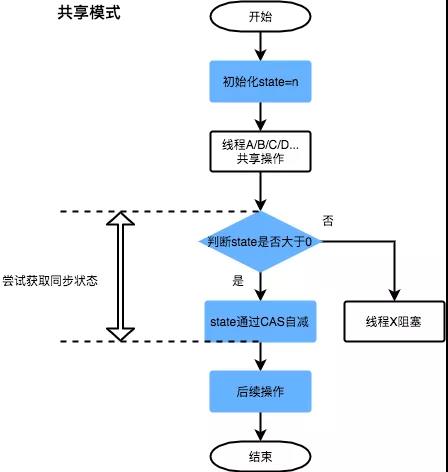 共享模式
开始
初始化state=n
线程A/B/C/D...
共享操作
判断state是否大于0
否
是
尝试获取同步状态
state通过CAS自减
线程X阻塞
后续操作
结束